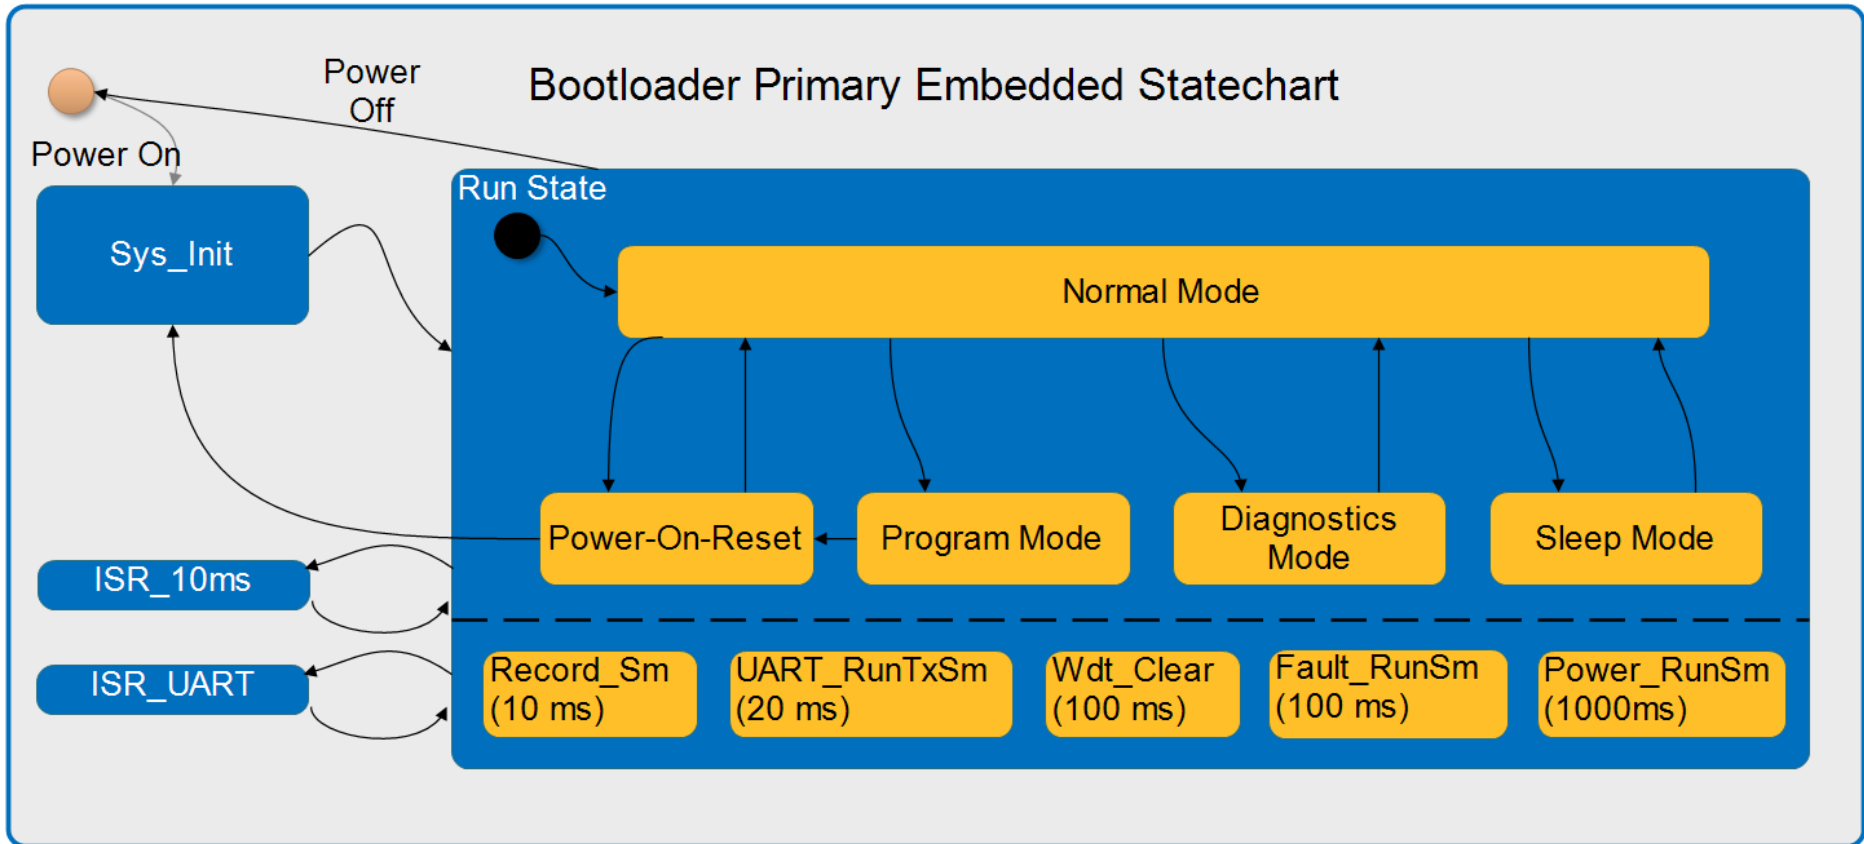 Power
Off
Bootloader Primary Embedded Statechart
Power On
Run State
Sys_Init
Normal Mode
Power-On-Reset
Program Mode
Diagnostics
Mode
Sleep Mode
ISR_10ms
ISR_UART
Record_Sm
(10 ms)
UART_RunTxSm
(20 ms)
Wdt_Clear
(100 ms)
Fault_RunSm
(100 ms)
Power_RunSm
(1000ms)